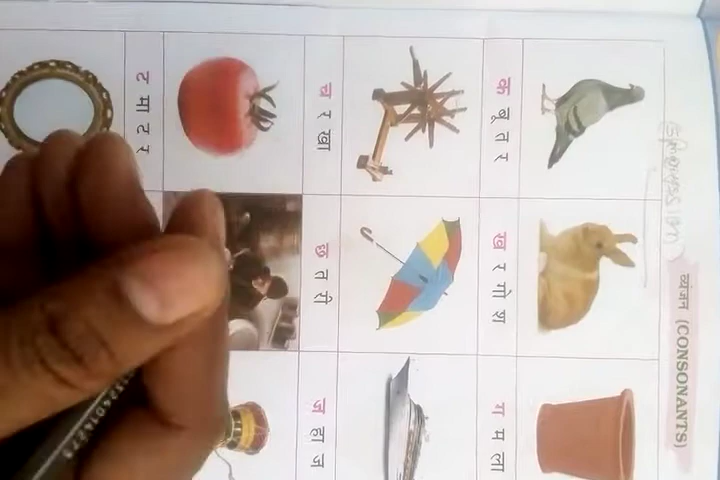 व्यंजन (CONSONANTS)
क बू त र
ख र गो श
ग म ला
च र खा
छ त री
ज हा ज
ट मा ट र